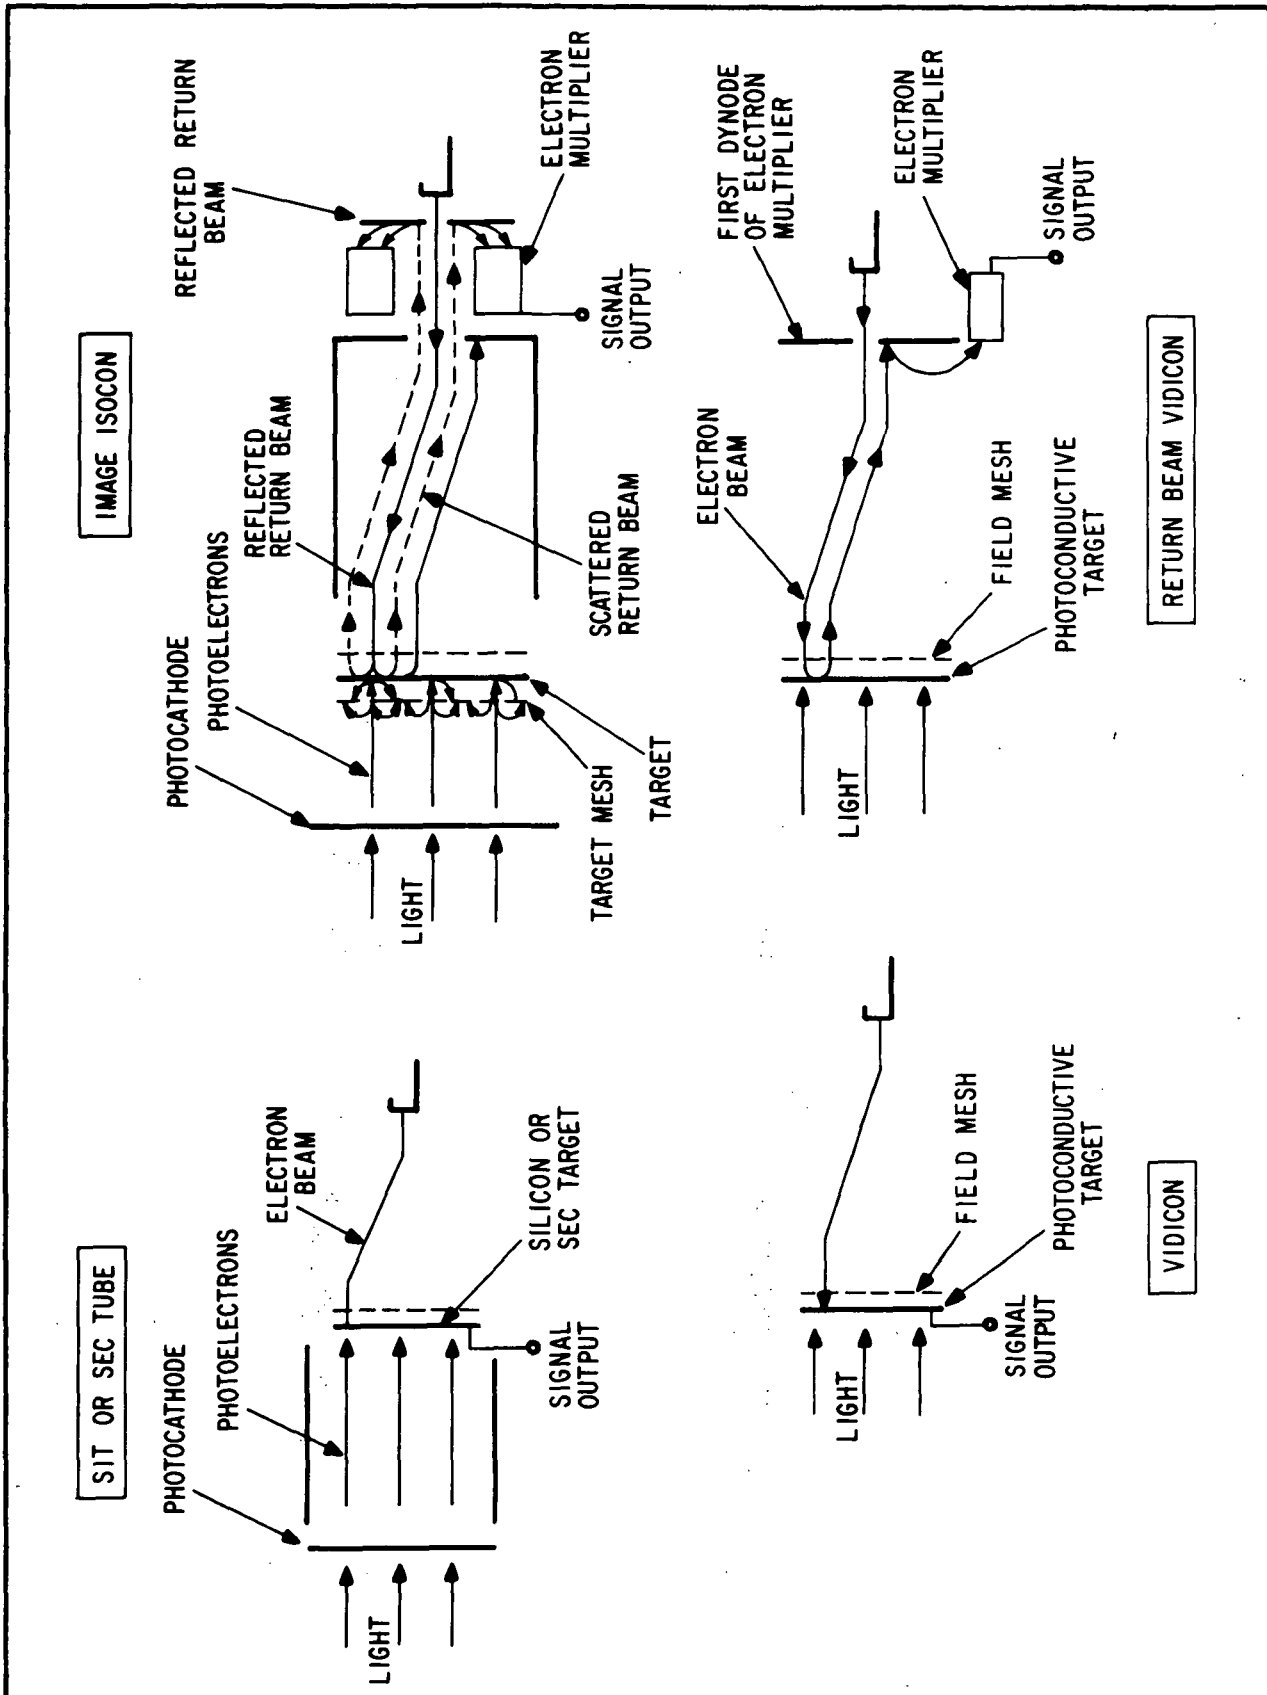 SIT OR SEC TUBE
PHOTOCATHODE
PHOTOELECTRONS
ELECTRON
BEAM
LIGHT
SILICON OR
SEC TARGET
SIGNAL
OUTPUT
IMAGE ISOCON
PHOTOCATHODE
PHOTOELECTRONS
REFLECTED
RETURN BEAM
REFLECTED RETURN
BEAM
LIGHT
TARGET MESH
TARGET
SCATTERED
RETURN BEAM
SIGNAL
OUTPUT
ELECTRON
MULTIPLIER
LIGHT
SIGNAL
OUTPUT
FIELD MESH
PHOTOCONDUCTIVE
TARGET
VIDICON
ELECTRON
BEAM
FIRST DYNODE
OF ELECTRON
MULTIPLIER
ELECTRON
MULTIPLIER
SIGNAL
OUTPUT
LIGHT
FIELD MESH
PHOTOCONDUCTIVE
TARGET
RETURN BEAM VIDICON